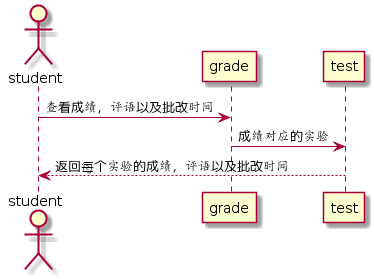 student
grade
test
查看成绩，评语以及批改时间
成绩对应的实验
返回每个实验的成绩，评语以及批改时间
student
grade
test